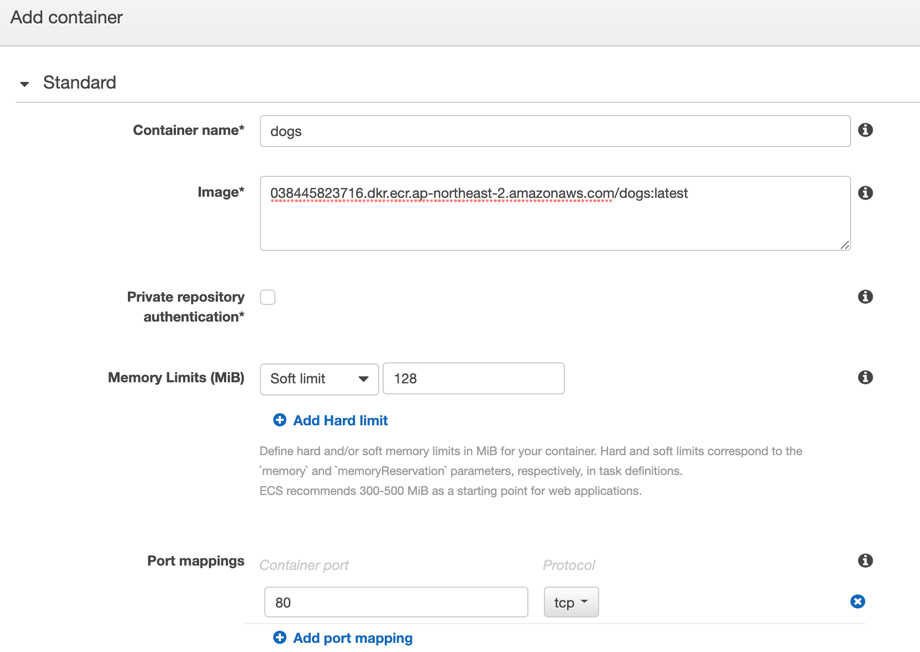 Add container
Standard
Container name*
dogs
Image*
038445823716.dkr.ecr.ap-northeast-2.amazonaws.com/dogs:latest
Private repository
authentication*
Memory Limits (MiB)
Soft limit
128
Add Hard limit
Define hard and/or soft memory limits in MiB for your container. Hard and soft limits correspond to the
`memory` and `memoryReservation` parameters, respectively, in task definitions.
ECS recommends 300-500 MiB as a starting point for web applications.
Port mappings
Container port
Protocol
80
tcp
Add port mapping